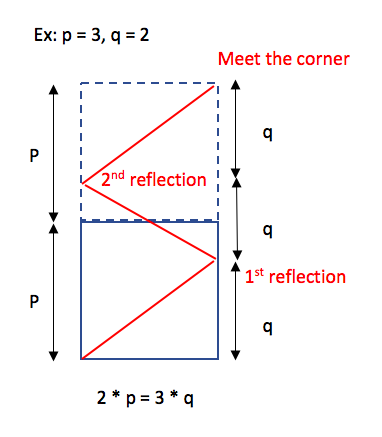 Ex: p = 3, q = 2
Meet the corner
q
P
2nd reflection
q
1st reflection
P
q
2 * p = 3 * q